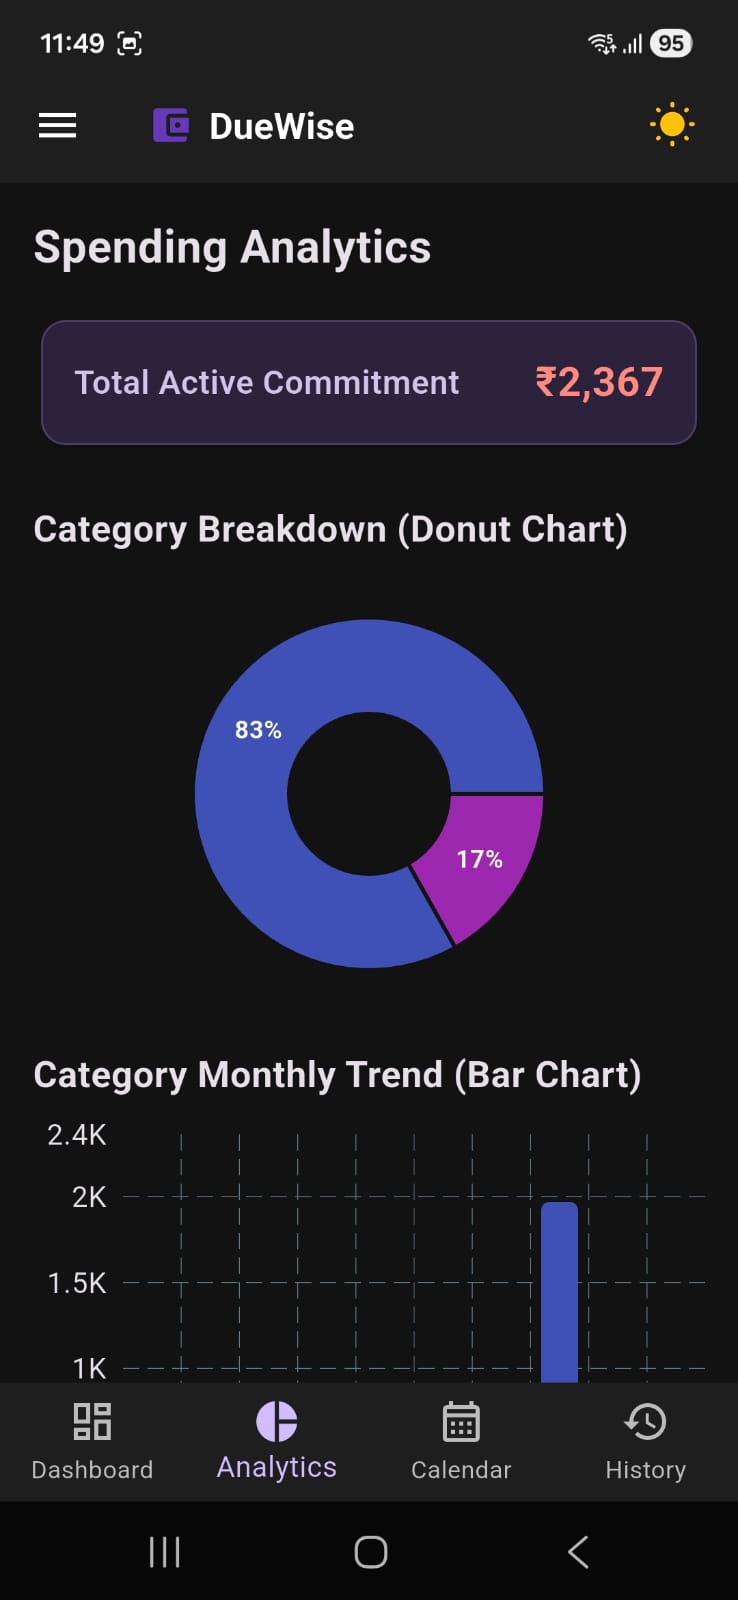 11:49 95
DueWise
Spending Analytics
Total Active Commitment ₹2,367
Category Breakdown (Donut Chart)
83%
17%
Category Monthly Trend (Bar Chart)
2.4K
2K
1.5K
1K
Dashboard Analytics Calendar History